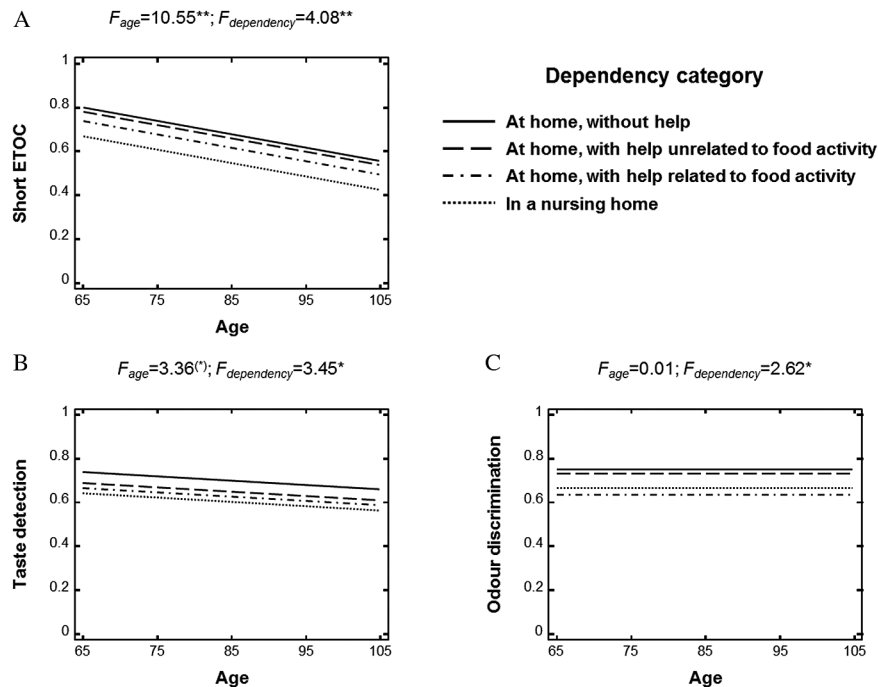 A
F_age=10.55**; F_dependency=4.08**
Short ETOC
1
0.8
0.6
0.4
0.2
0
65 75 85 95 105
Age
Dependency category
At home, without help
At home, with help unrelated to food activity
At home, with help related to food activity
In a nursing home
B
F_age=3.36(*); F_dependency=3.45*
Taste detection
1
0.8
0.6
0.4
0.2
0
65 75 85 95 105
Age
C
F_age=0.01; F_dependency=2.62*
Odour discrimination
1
0.8
0.6
0.4
0.2
0
65 75 85 95 105
Age